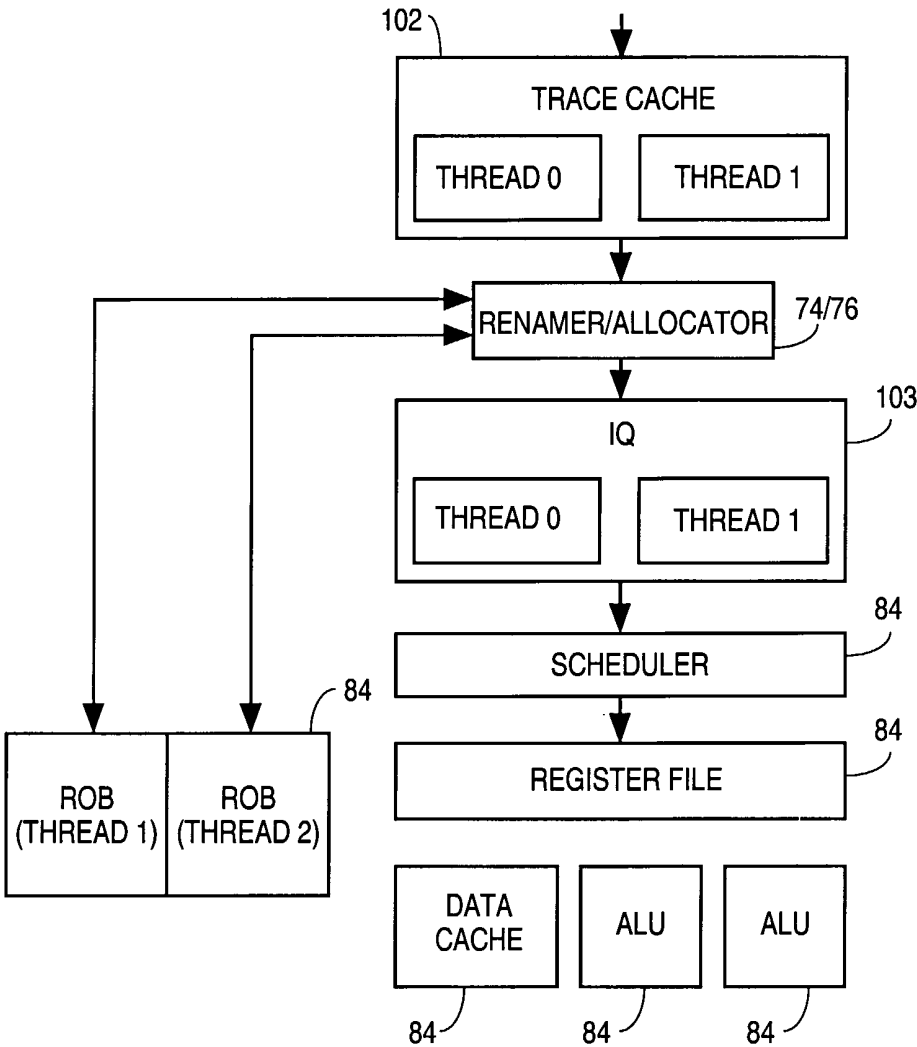 102
TRACE CACHE
THREAD 0
THREAD 1
RENAMER/ALLOCATOR
74/76
103
IQ
THREAD 0
THREAD 1
84
SCHEDULER
84
84
REGISTER FILE
ROB
(THREAD 1)
ROB
(THREAD 2)
DATA
CACHE
ALU
ALU
84
84
84